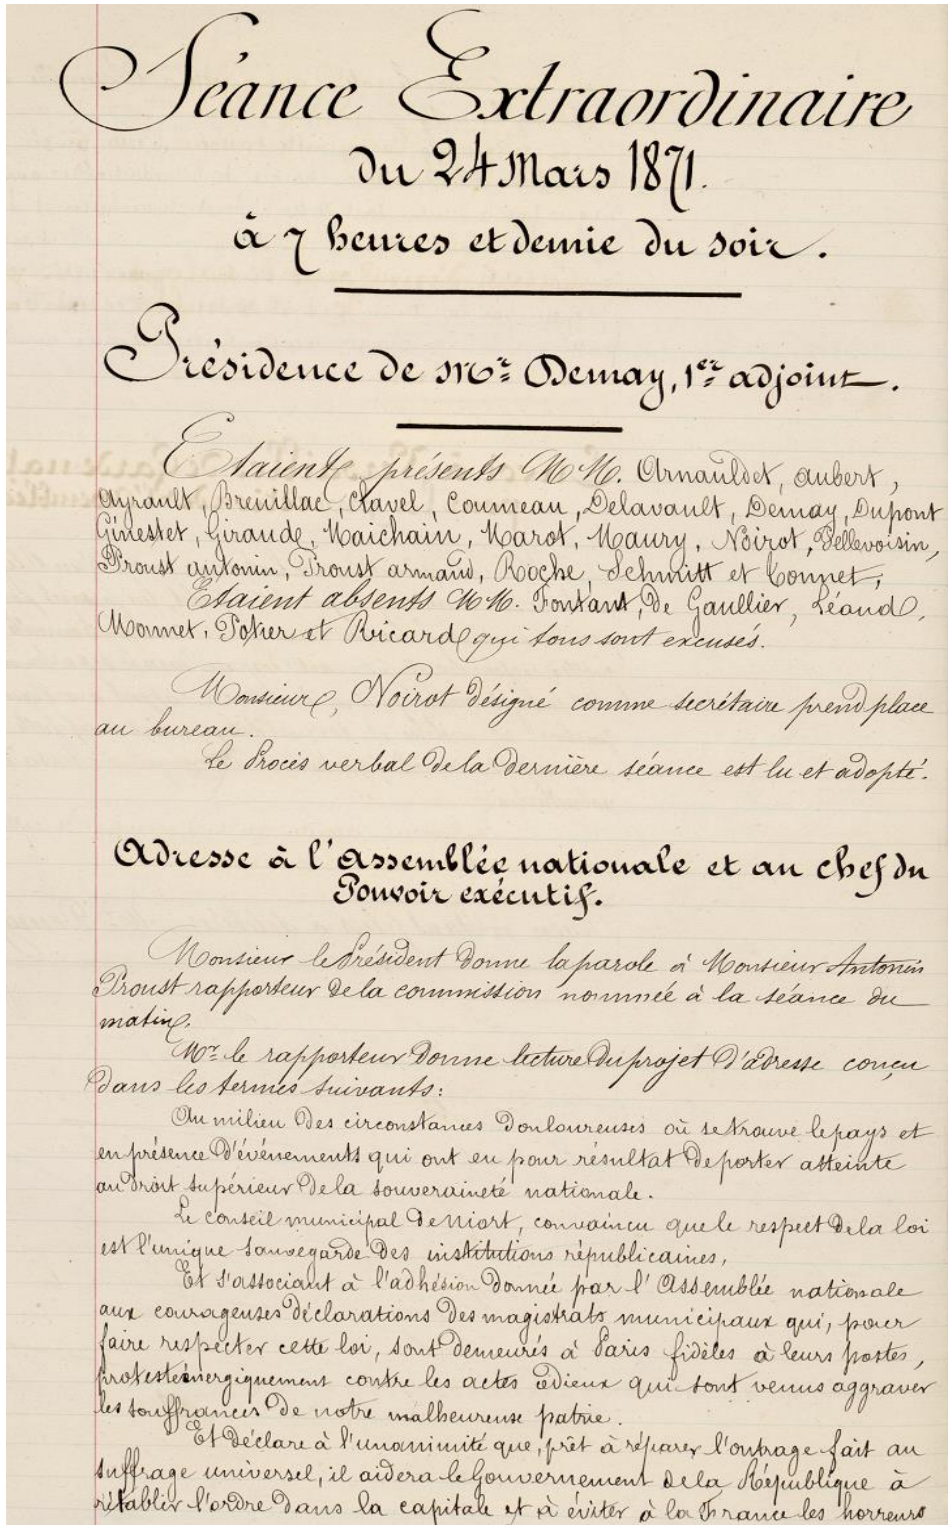 Séance Extraordinaire
du 24 Mars 1871.
à 7 heures et demie du soir.
Présidence de Mr. Demay, 1er adjoint.
Etaient présents MM. Arnauldet, Aubert,
Ayrault, Breuillac, Clavel, Coumeau, Delavault, Demay, Dupont
Ginestet, Giraude, Maichain, Marot, Maury, Noirot, Pellevoisin,
Proust antonin, Proust armand, Roche, Schmitt et Connet,
Etaient absents MM. Fontant, de Gaullier, Léaud,
Monnet, Potier et Ricard qui tous sont excusés.
Monsieur, Noirot désigné comme secrétaire prend place
au bureau.
Le Procès verbal de la dernière séance est lu et adopté.
Adresse à l'Assemblée nationale et au chef du
Pouvoir exécutif.
Monsieur le Président donne la parole à Monsieur Antonin
Proust rapporteur de la commission nommée à la séance du
matin.
Mr. le rapporteur donne lecture du projet d'adresse conçu
dans les termes suivants:
Au milieu des circonstances douloureuses où se trouve le pays et
en présence d'événements qui ont eu pour résultat de porter atteinte
au droit supérieur de la souveraineté nationale.
Le conseil municipal de Niort, convaincu que le respect de la loi
est l'unique sauvegarde des institutions républicaines,
Et s'associant à l'adhésion donnée par l'Assemblée nationale
aux courageuses déclarations des magistrats municipaux qui, pour
faire respecter cette loi, sont demeurés à Paris fidèles à leurs postes,
proteste énergiquement contre les actes odieux qui sont venus aggraver
les souffrances de notre malheureuse patrie.
Et déclare à l'unanimité que, prêt à réparer l'outrage fait au
suffrage universel, il aidera le Gouvernement de la République à
rétablir l'ordre dans la capitale et à éviter à la France les horreurs